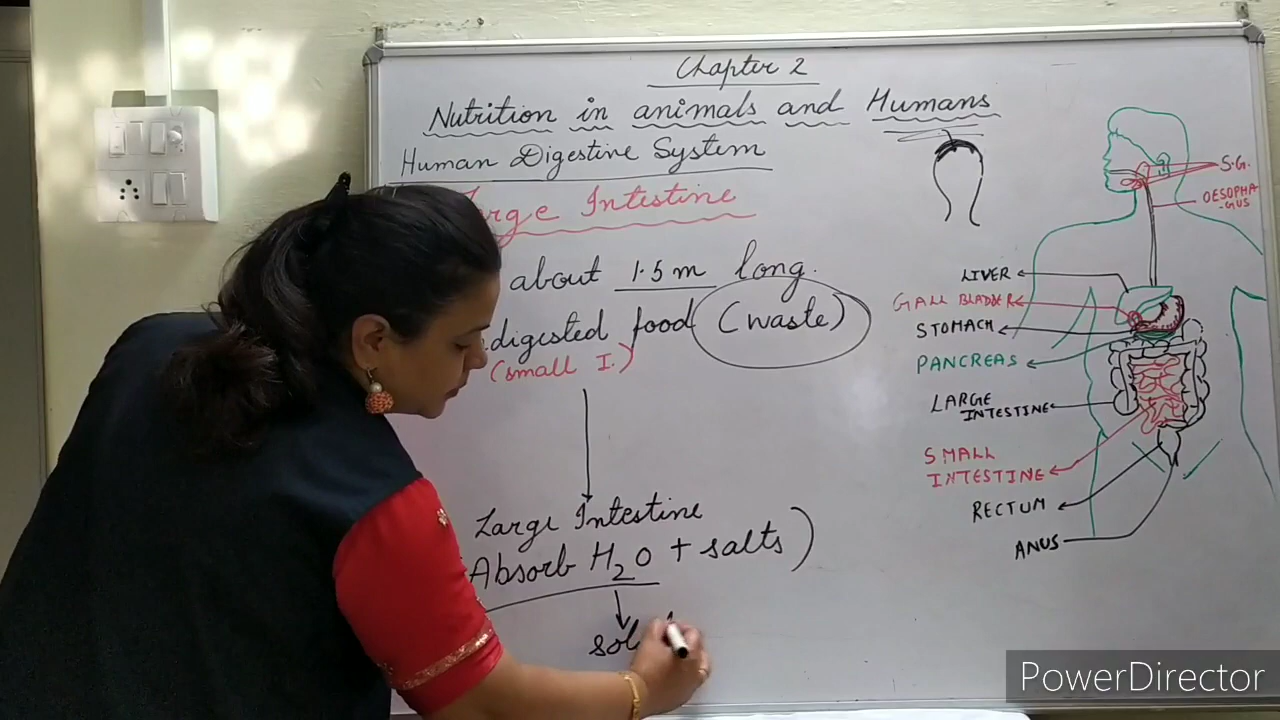 Chapter 2
Nutrition in animals and Humans
Human Digestive System
Large Intestine
about 1.5 m long.
digested food (waste)
(small I.)
Large Intestine
Absorb H2O + salts)
S.G.
OESOPHA
-GUS
LIVER
GALL BLADDER
STOMACH
PANCREAS
LARGE
INTESTINE
SMALL
INTESTINE
RECTUM
ANUS
PowerDirector